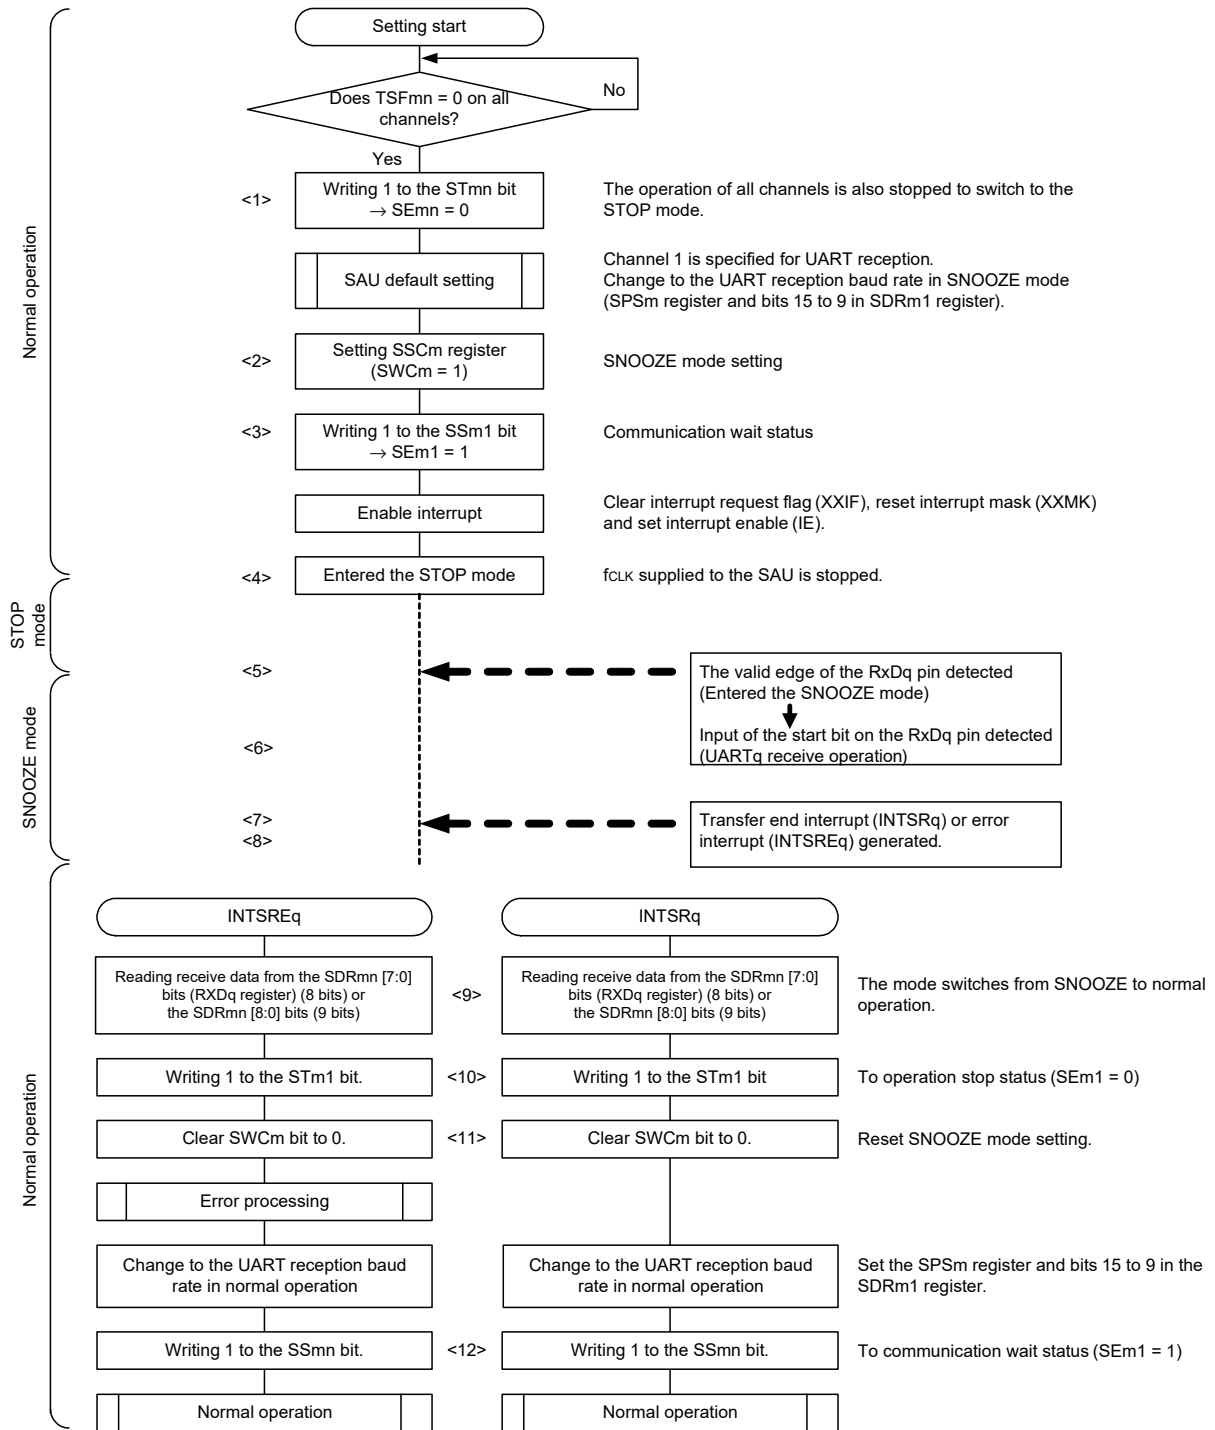 Setting start
No
Does TSFmn = 0 on all
channels?
Yes
<1>
Writing 1 to the STmn bit
→ SEmn = 0
The operation of all channels is also stopped to switch to the
STOP mode.
SAU default setting
Channel 1 is specified for UART reception.
Change to the UART reception baud rate in SNOOZE mode
(SPSm register and bits 15 to 9 in SDRm1 register).
Normal operation
<2>
Setting SSCm register
(SWCm = 1)
SNOOZE mode setting
<3>
Writing 1 to the SSm1 bit
→ SEm1 = 1
Communication wait status
Enable interrupt
Clear interrupt request flag (XXIF), reset interrupt mask (XXMK)
and set interrupt enable (IE).
<4>
Entered the STOP mode
fCLK supplied to the SAU is stopped.
STOP
mode
<5>
The valid edge of the RxDq pin detected
(Entered the SNOOZE mode)
<6>
Input of the start bit on the RxDq pin detected
(UARTq receive operation)
SNOOZE mode
<7>
<8>
Transfer end interrupt (INTSRq) or error
interrupt (INTSREq) generated.
INTSREq
INTSRq
Reading receive data from the SDRmn [7:0]
bits (RXDq register) (8 bits) or
the SDRmn [8:0] bits (9 bits)
<9>
Reading receive data from the SDRmn [7:0]
bits (RXDq register) (8 bits) or
the SDRmn [8:0] bits (9 bits)
The mode switches from SNOOZE to normal
operation.
Writing 1 to the STm1 bit.
<10>
Writing 1 to the STm1 bit
To operation stop status (SEm1 = 0)
Clear SWCm bit to 0.
<11>
Clear SWCm bit to 0.
Reset SNOOZE mode setting.
Normal operation
Error processing
Change to the UART reception baud
rate in normal operation
Change to the UART reception baud
rate in normal operation
Set the SPSm register and bits 15 to 9 in the
SDRm1 register.
Writing 1 to the SSmn bit.
<12>
Writing 1 to the SSmn bit.
To communication wait status (SEm1 = 1)
Normal operation
Normal operation